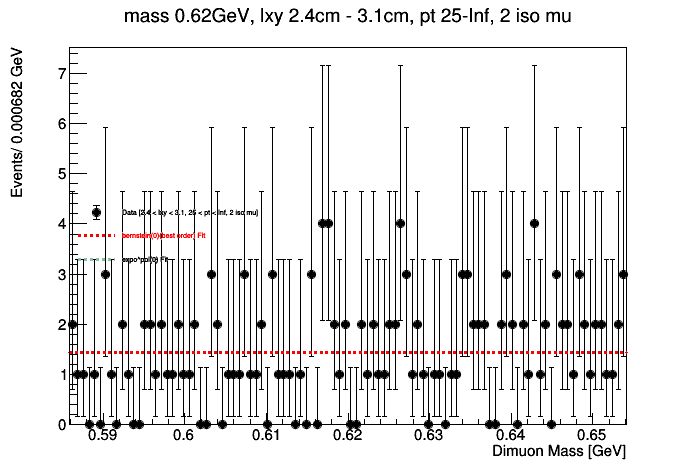 mass 0.62GeV, lxy 2.4cm - 3.1cm, pt 25-Inf, 2 iso mu
Events/ 0.000682 GeV
7
6
5
4
3
2
1
0
Data [2.4 < lxy < 3.1, 25 < pt < Inf, 2 iso mu]
bernstein(0)(best order) Fit
expo*pol(0) Fit
0.59
0.6
0.61
0.62
0.63
0.64
0.65
Dimuon Mass [GeV]